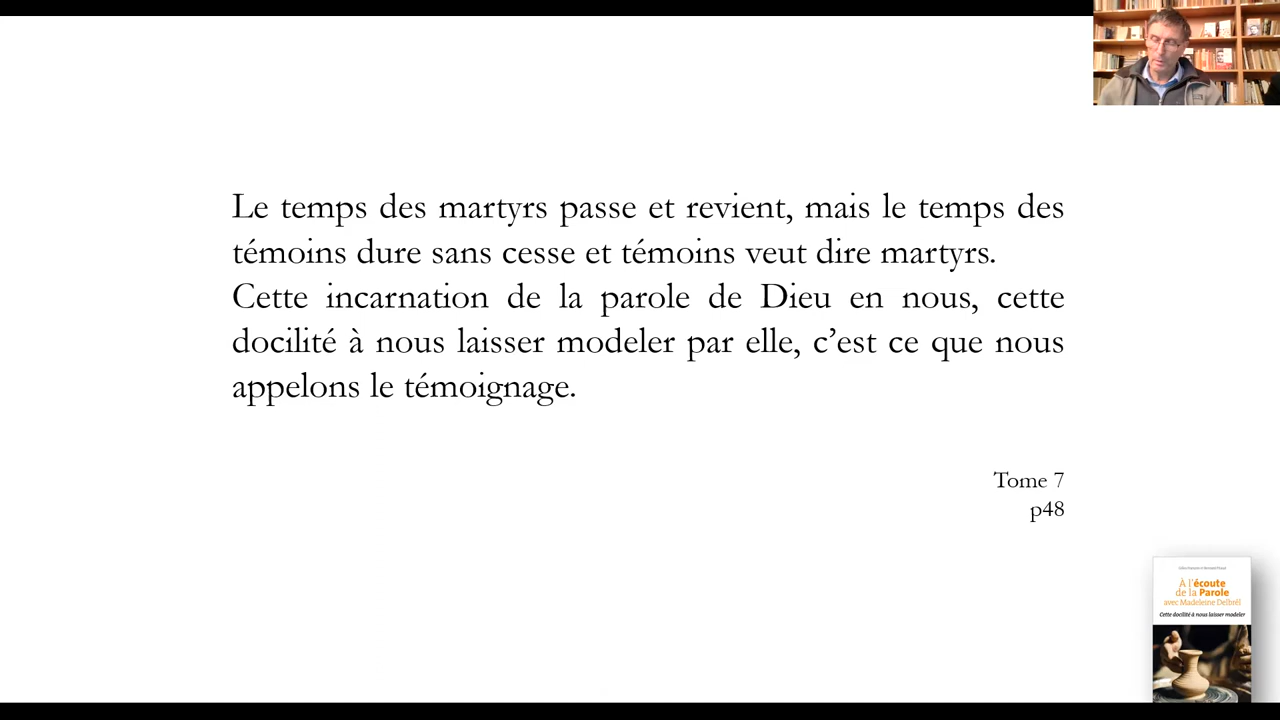 Le temps des martyrs passe et revient, mais le temps des
témoins dure sans cesse et témoins veut dire martyrs.
Cette incarnation de la parole de Dieu en nous, cette
docilité à nous laisser modeler par elle, c’est ce que nous
appelons le témoignage.
Tome 7
p48
À l'écoute
de la Parole
avec Madeleine Delbrêl
Cette docilité à nous laisser modeler